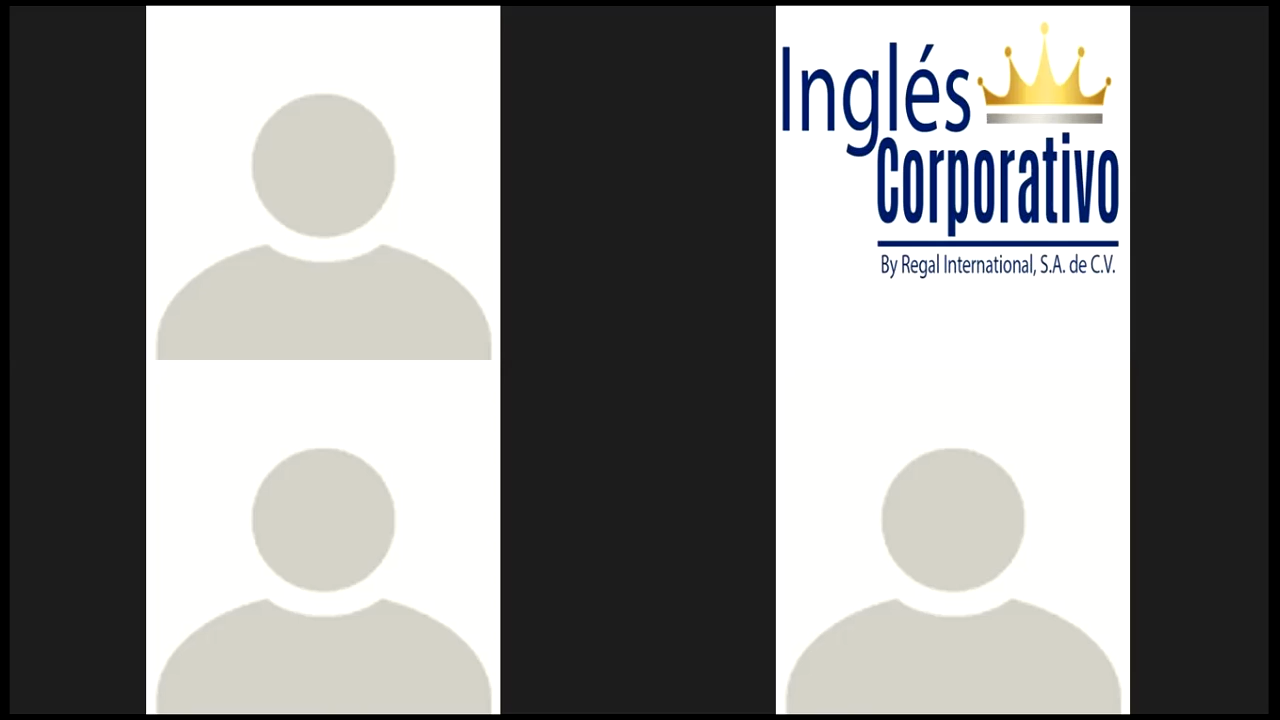 Inglés
Corporativo
By Regal International, S.A. de C.V.